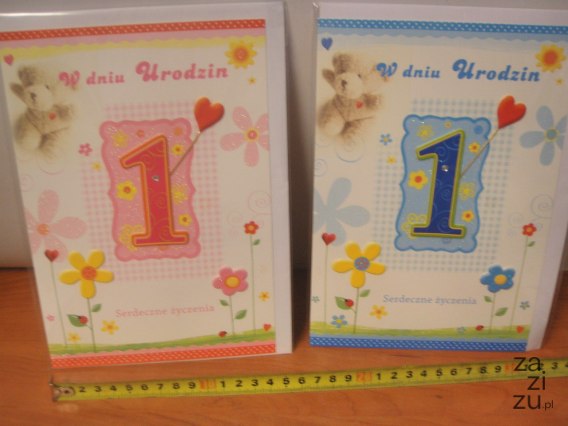 W dniu Urodzin
1
Serdeczne życzenia
W dniu Urodzin
1
Serdeczne życzenia
za
zi
zu.pl